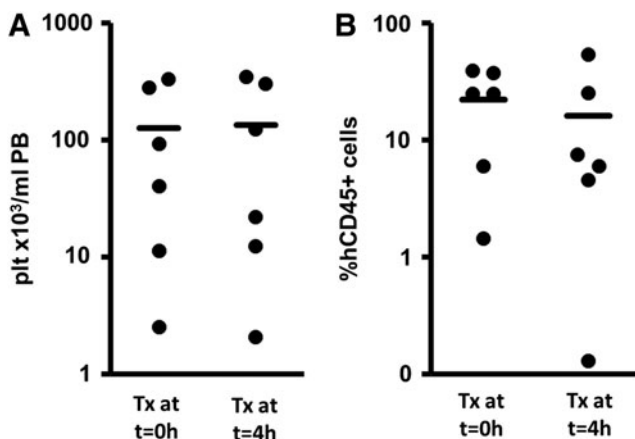 A
plt x10³/ml PB
1000
100
10
1
Tx at
t=0h
Tx at
t=4h
B
%hCD45+ cells
100
10
1
0
Tx at
t=0h
Tx at
t=4h